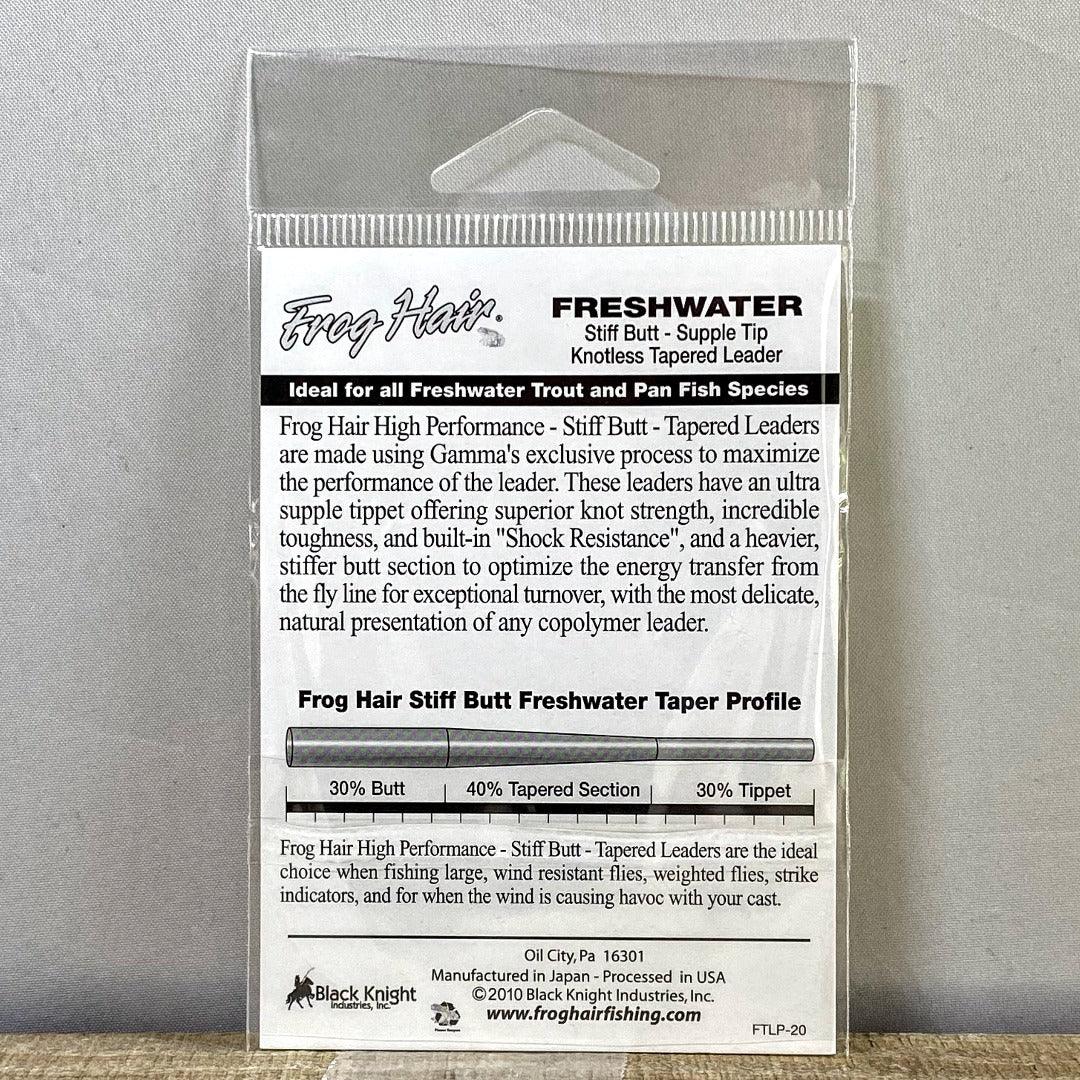 Frog Hair®
FRESHWATER
Stiff Butt - Supple Tip
Knotless Tapered Leader
Ideal for all Freshwater Trout and Pan Fish Species
Frog Hair High Performance - Stiff Butt - Tapered Leaders
are made using Gamma's exclusive process to maximize
the performance of the leader. These leaders have an ultra
supple tippet offering superior knot strength, incredible
toughness, and built-in "Shock Resistance", and a heavier,
stiffer butt section to optimize the energy transfer from
the fly line for exceptional turnover, with the most delicate,
natural presentation of any copolymer leader.
Frog Hair Stiff Butt Freshwater Taper Profile
30% Butt 40% Tapered Section 30% Tippet
Frog Hair High Performance - Stiff Butt - Tapered Leaders are the ideal
choice when fishing large, wind resistant flies, weighted flies, strike
indicators, and for when the wind is causing havoc with your cast.
Oil City, Pa 16301
Manufactured in Japan - Processed in USA
©2010 Black Knight Industries, Inc.
www.froghairfishing.com
Black Knight
Industries, Inc.
FTLP-20